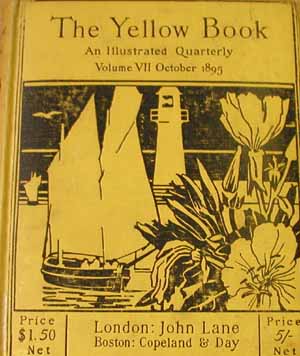 The Yellow Book
An Illustrated Quarterly
Volume VII October 1895
Price
$1.50
Net
London: John Lane
Boston: Copeland & Day
Price
5/-
Net